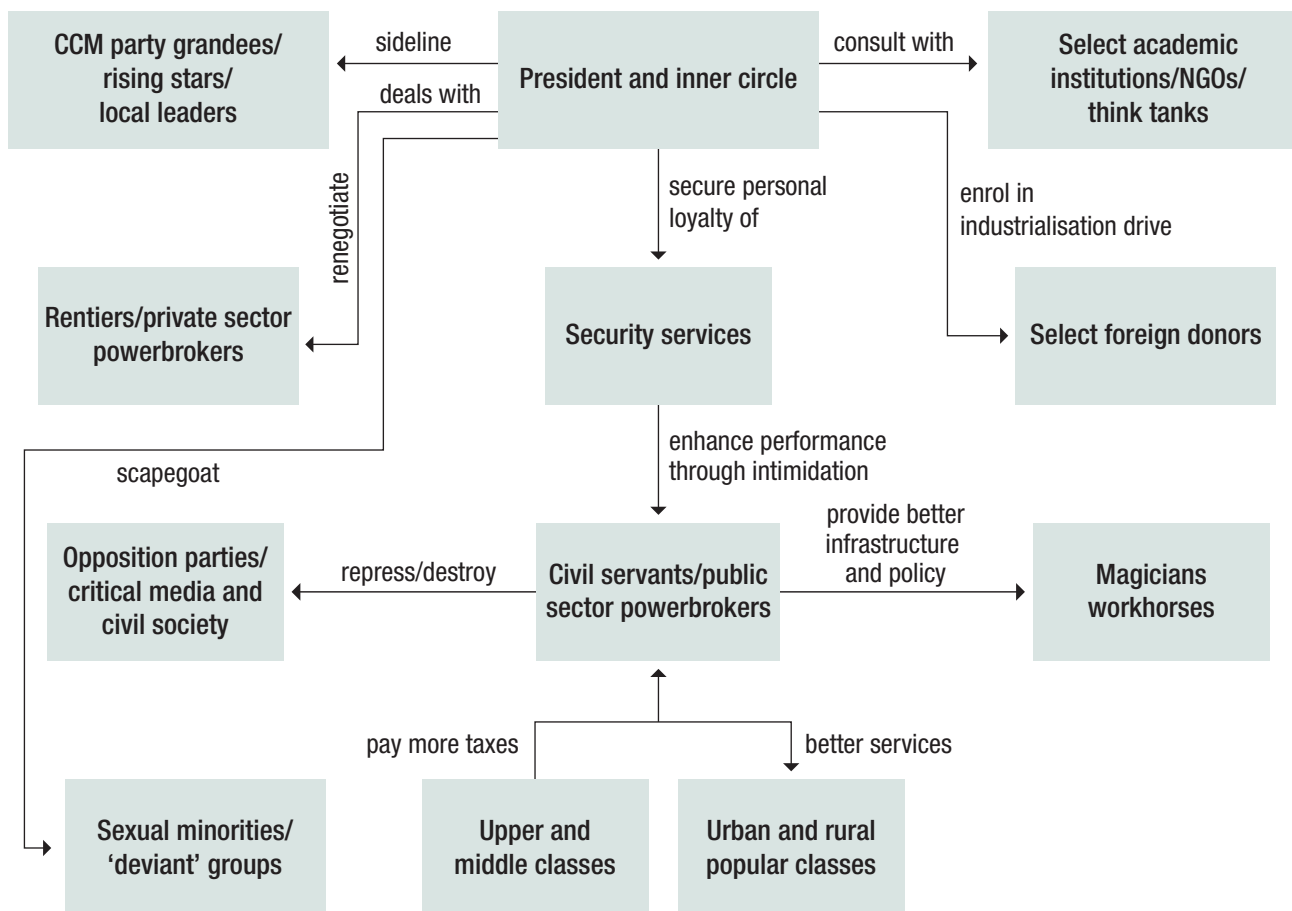 CCM party grandees/
rising stars/
local leaders
sideline
President and inner circle
consult with
Select academic
institutions/NGOs/
think tanks
deals with
renegotiate
secure personal
loyalty of
enrol in
industrialisation drive
Rentiers/private sector
powerbrokers
Security services
Select foreign donors
scapegoat
enhance performance
through intimidation
Opposition parties/
critical media and
civil society
repress/destroy
Civil servants/public
sector powerbrokers
provide better
infrastructure
and policy
Magicians
workhorses
pay more taxes
better services
Sexual minorities/
‘deviant’ groups
Upper and
middle classes
Urban and rural
popular classes